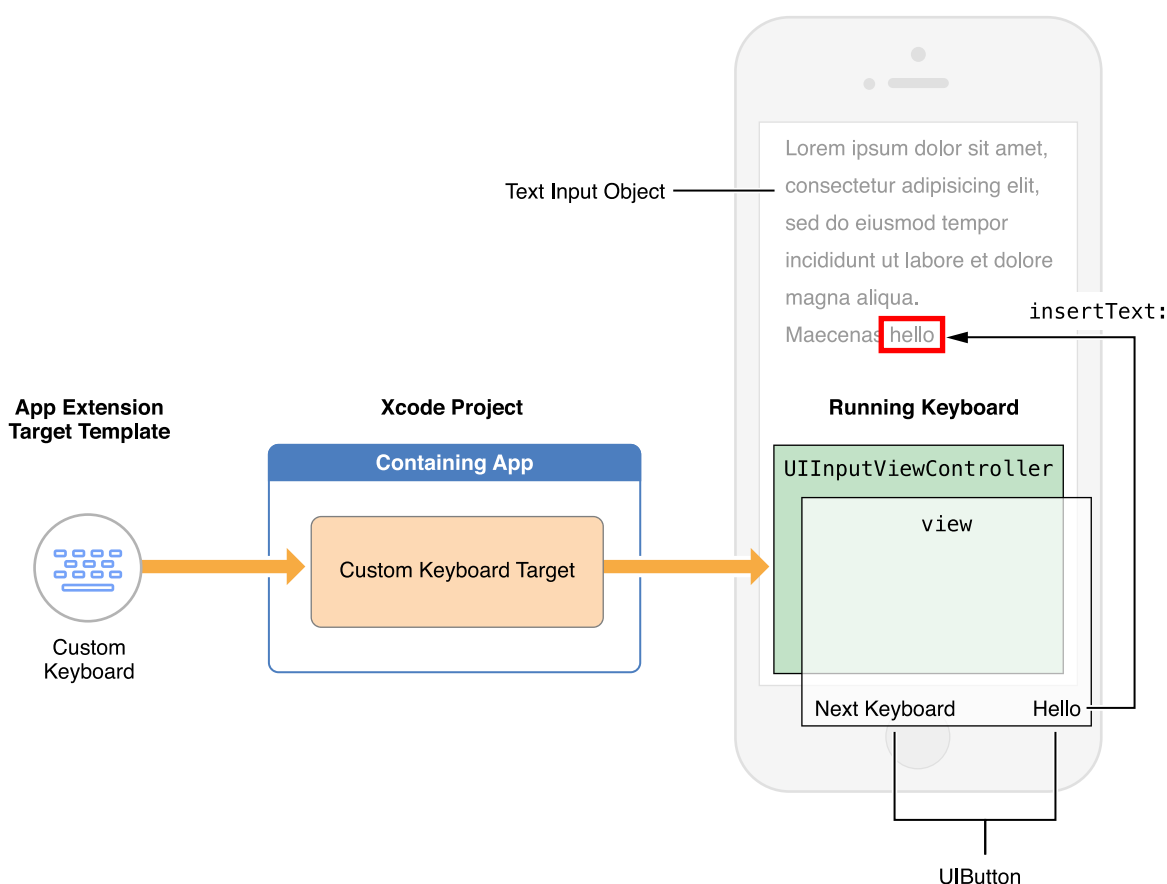 Lorem ipsum dolor sit amet,
consectetur adipisicing elit,
sed do eiusmod tempor
incididunt ut labore et dolore
magna aliqua.
Maecenas hello
Text Input Object
insertText:
App Extension
Target Template
Custom
Keyboard
Xcode Project
Containing App
Custom Keyboard Target
Running Keyboard
UIInputViewController
view
Next Keyboard
Hello
UIButton